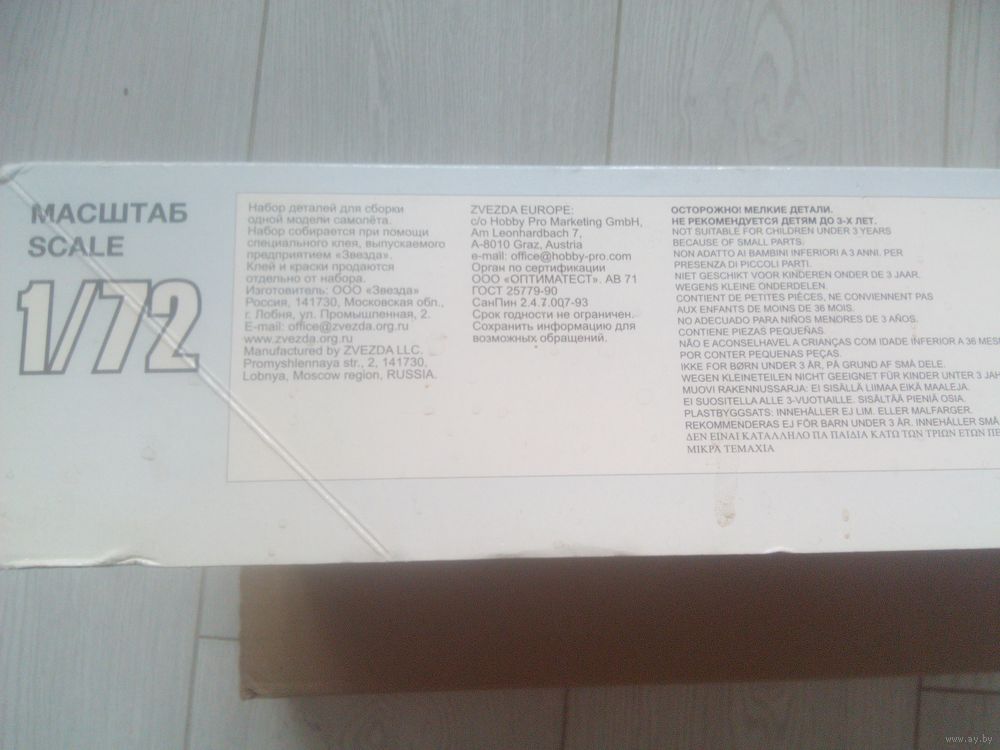 МАСШТАБ
SCALE
1/72
Набор деталей для сборки
одной модели самолёта.
Набор собирается при помощи
специального клея, выпускаемого
предприятием «Звезда».
Клей и краски продаются
отдельно от набора.
Изготовитель: ООО «Звезда»
Россия, 141730, Московская обл.,
г. Лобня, ул. Промышленная, 2.
E-mail: office@zvezda.org.ru
www.zvezda.org.ru
Manufactured by ZVEZDA LLC.
Promyshlennaya str., 2, 141730,
Lobnya, Moscow region, RUSSIA.
ZVEZDA EUROPE:
c/o Hobby Pro Marketing GmbH,
Am Leonhardbach 7,
A-8010 Graz, Austria
e-mail: office@hobby-pro.com
Орган по сертификации
ООО «ОПТИМАТЕСТ». АВ 71
ГОСТ 25779-90
СанПин 2.4.7.007-93
Срок годности не ограничен.
Сохранить информацию для
возможных обращений.
ОСТОРОЖНО! МЕЛКИЕ ДЕТАЛИ.
НЕ РЕКОМЕНДУЕТСЯ ДЕТЯМ ДО 3-Х ЛЕТ.
NOT SUITABLE FOR CHILDREN UNDER 3 YEARS
BECAUSE OF SMALL PARTS.
NON ADATTO AI BAMBINI INFERIORI A 3 ANNI. PER
PRESENZA DI PICCOLI PARTI.
NIET GESCHIKT VOOR KINDEREN ONDER DE 3 JAAR.
WEGENS KLEINE ONDERDELEN.
CONTIENT DE PETITES PIÈCES, NE CONVIENNENT PAS
AUX ENFANTS DE MOINS DE 36 MOIS.
NO ADECUADO PARA NIÑOS MENORES DE 3 AÑOS.
CONTIENE PIEZAS PEQUEÑAS.
NÃO E ACONSELHAVEL A CRIANÇAS COM IDADE INFERIOR A 36 MES
POR CONTER PEQUENAS PEÇAS.
IKKE FOR BØRN UNDER 3 ÅR, PÅ GRUND AF SMÅ DELE.
WEGEN KLEINETEILEN NICHT GEEIGNET FÜR KINDER UNTER 3 JAH
MUOVI RAKENNUSSARJA: EI SISÄLLÄ LIIMAA EIKÄ MAALEJA.
EI SUOSITELLA ALLE 3-VUOTIAILLE. SISÄLTÄÄ PIENIÄ OSIA.
PLASTBYGGSATS: INNEHÅLLER EJ LIM. ELLER MALFARGER.
REKOMMENDERAS EJ FÖR BARN UNDER 3 ÅR. INNEHÅLLER SMÅ
ΔΕΝ ΕΙΝΑΙ ΚΑΤΑΛΛΗΛΟ ΓΙΑ ΠΑΙΔΙΑ ΚΑΤΩ ΤΩΝ ΤΡΙΩΝ ΕΤΩΝ ΠΕ
ΜΙΚΡΑ ΤΕΜΑΧΙΑ
www.ay.by